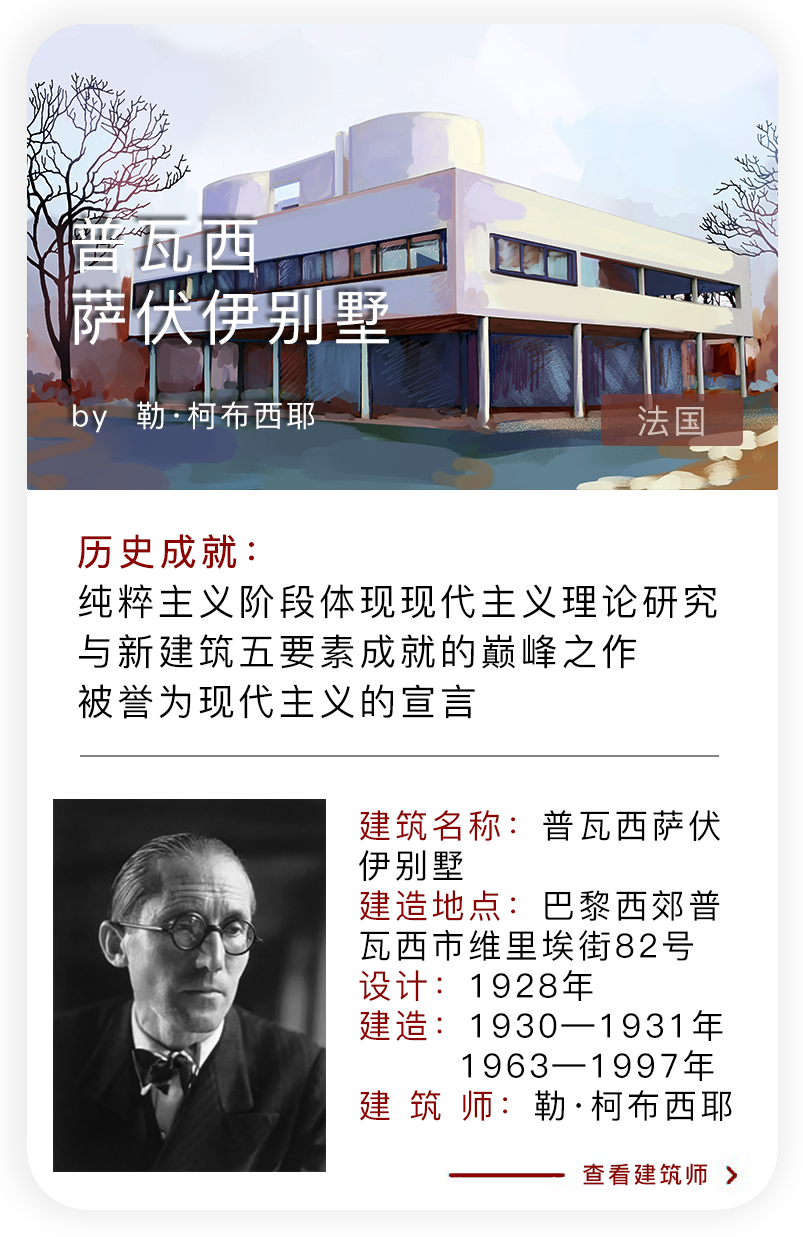 普瓦西
萨伏伊别墅
by 勒·柯布西耶
法国
历史成就：
纯粹主义阶段体现现代主义理论研究
与新建筑五要素成就的巅峰之作
被誉为现代主义的宣言
建筑名称：普瓦西萨伏
伊别墅
建造地点：巴黎西郊普
瓦西市维里埃街82号
设计：1928年
建造：1930—1931年
1963—1997年
建 筑 师：勒·柯布西耶
查看建筑师 >